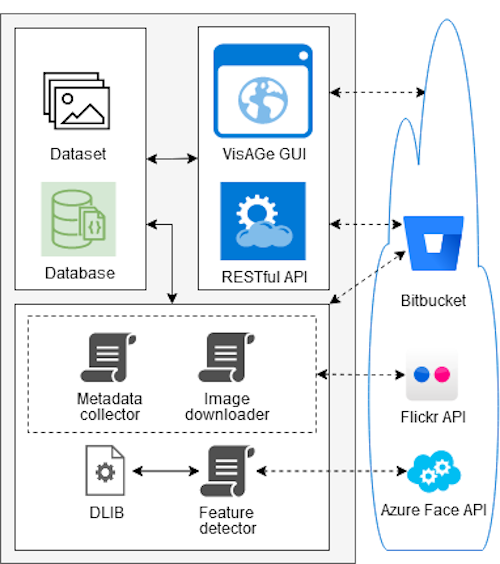 Dataset
VisAGe GUI
Database
RESTful API
Bitbucket
Metadata
collector
Image
downloader
Flickr API
DLIB
Feature
detector
Azure Face API